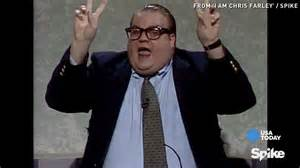 FROM 'I AM CHRIS FARLEY' / SPIKE
USA
TODAY
Spike